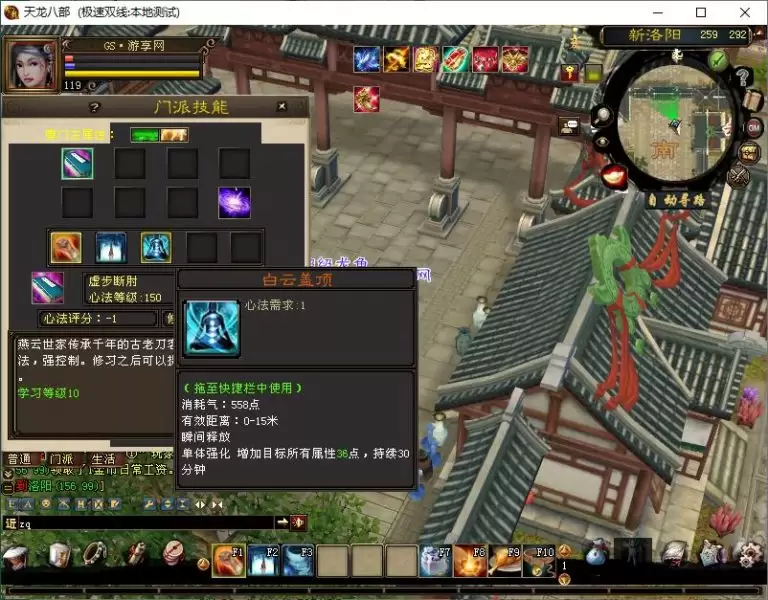 天龙八部 (极速双线:本地测试)
GS·游享网
119
新洛阳 259 292
?
门派技能
南
自动寻路
虚步断肘
心法等级:150
心法评分:-1
燕云世家传承千年的古老刀
法，强控制。修习之后可以
。
学习等级10
白云盖顶
心法需求:1
(拖至快捷栏中使用)
消耗气：558点
有效距离：0-15米
瞬间释放
单体强化 增加目标所有属性36点，持续30
分钟
普通 门派 生活
日常工资。
到洛阳(156 99)]
近 zq
F1 F2 F3 F7 F8 F9 F10
1